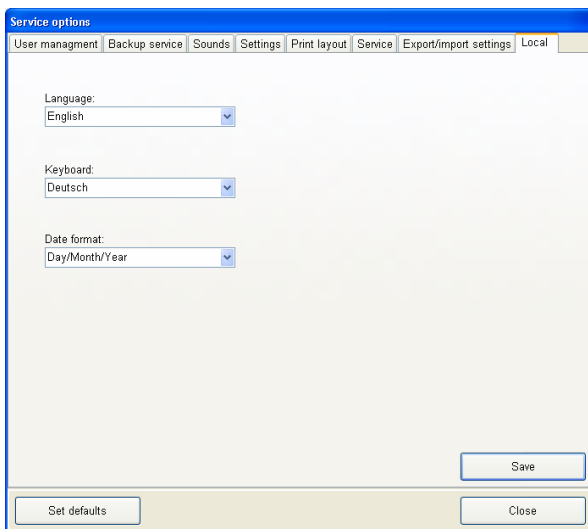 Service options
User managment Backup service Sounds Settings Print layout Service Export/import settings Local
Language:
English
Keyboard:
Deutsch
Date format:
Day/Month/Year
Save
Set defaults Close